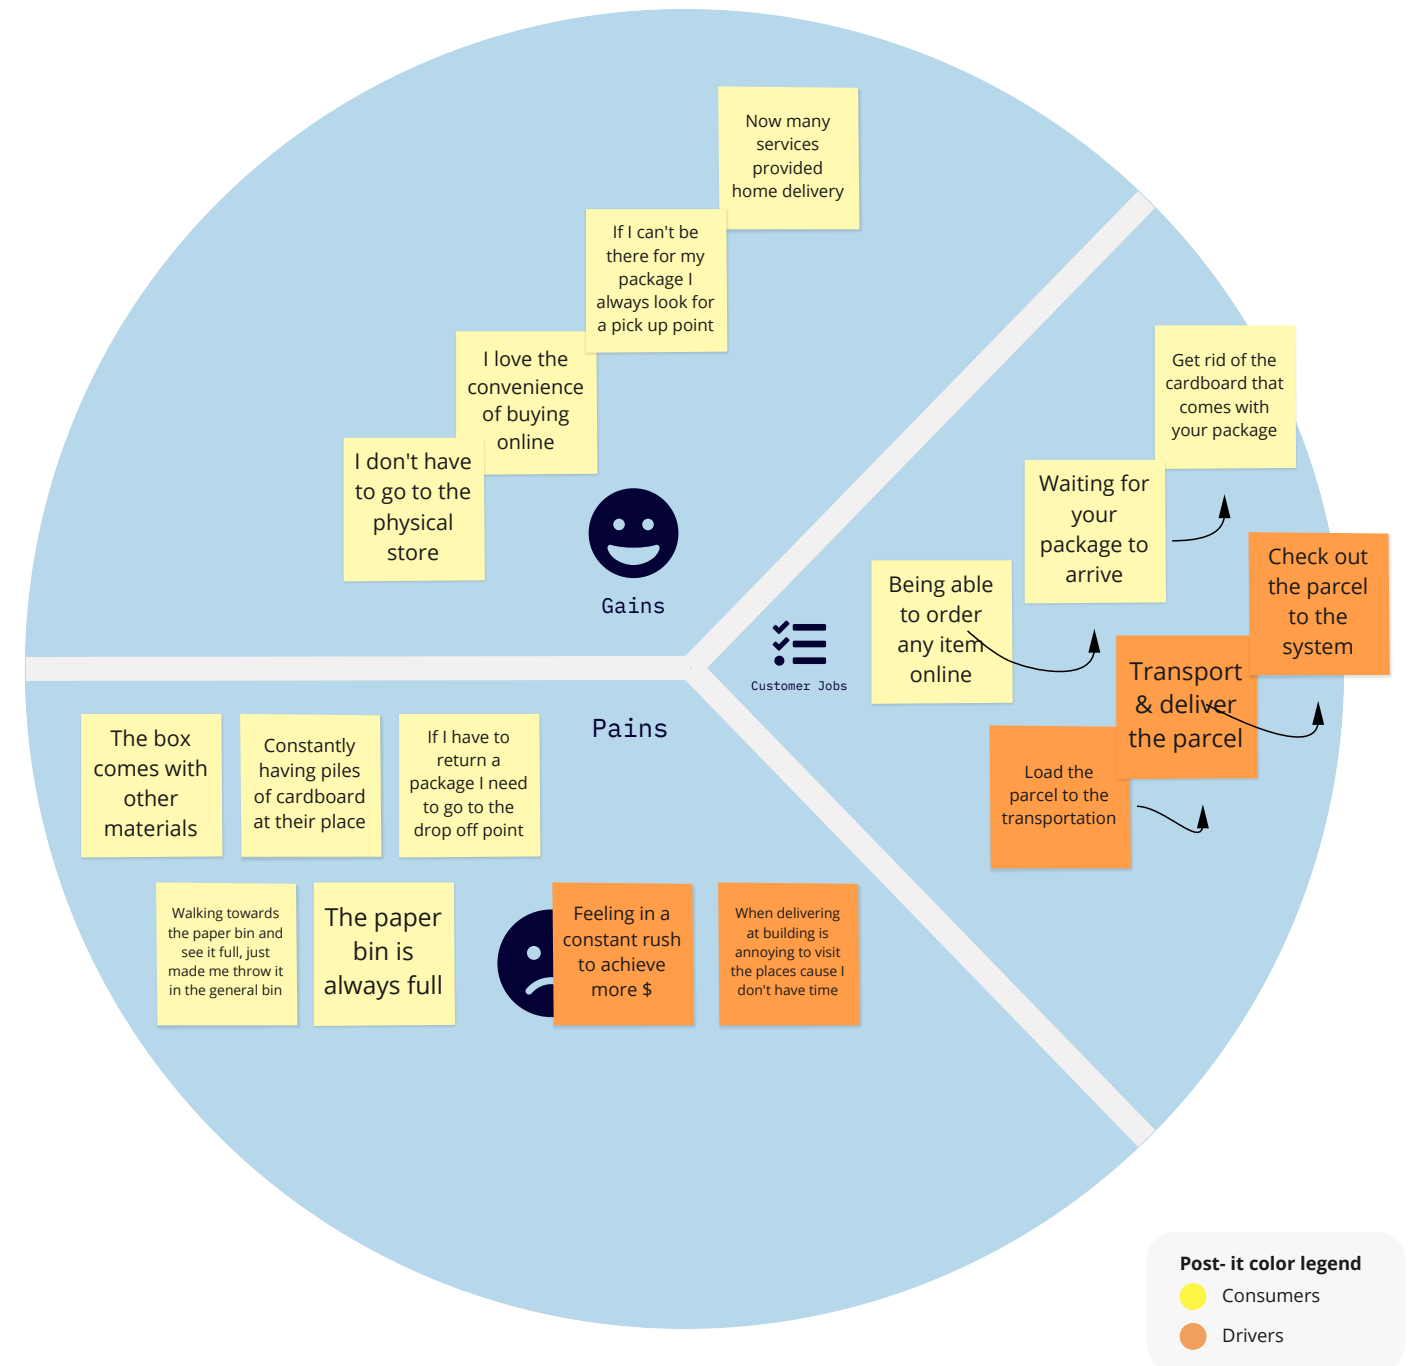 Now many
services
provided
home delivery
If I can't be
there for my
package I
always look for
a pick up point
I love the
convenience
of buying
online
I don't have
to go to the
physical
store
Gains
Get rid of the
cardboard that
comes with
your package
Waiting for
your
package to
arrive
Being able
to order
any item
online
Customer Jobs
Check out
the parcel
to the
system
Transport
& deliver
the parcel
Load the
parcel to the
transportation
Pains
The box
comes with
other
materials
Constantly
having piles
of cardboard
at their place
If I have to
return a
package I need
to go to the
drop off point
Walking towards
the paper bin and
see it full, just
made me throw it
in the general bin
The paper
bin is
always full
Feeling in a
constant rush
to achieve
more $
When delivering
at building is
annoying to visit
the places cause I
don't have time
Post- it color legend
Consumers
Drivers